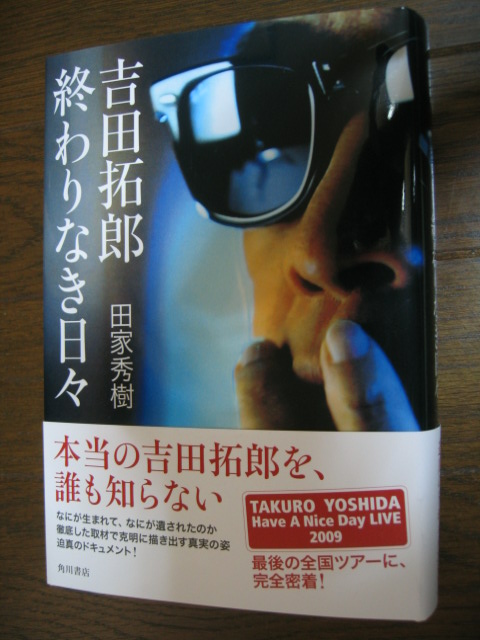 吉田拓郎
終わりなき日々
田家秀樹
本当の吉田拓郎を、
誰も知らない
なにが生まれて、なにが遺されたのか
徹底した取材で克明に描き出す真実の姿
迫真のドキュメント!
角川書店
TAKURO YOSHIDA
Have A Nice Day LIVE
2009
最後の全国ツアーに、
完全密着!